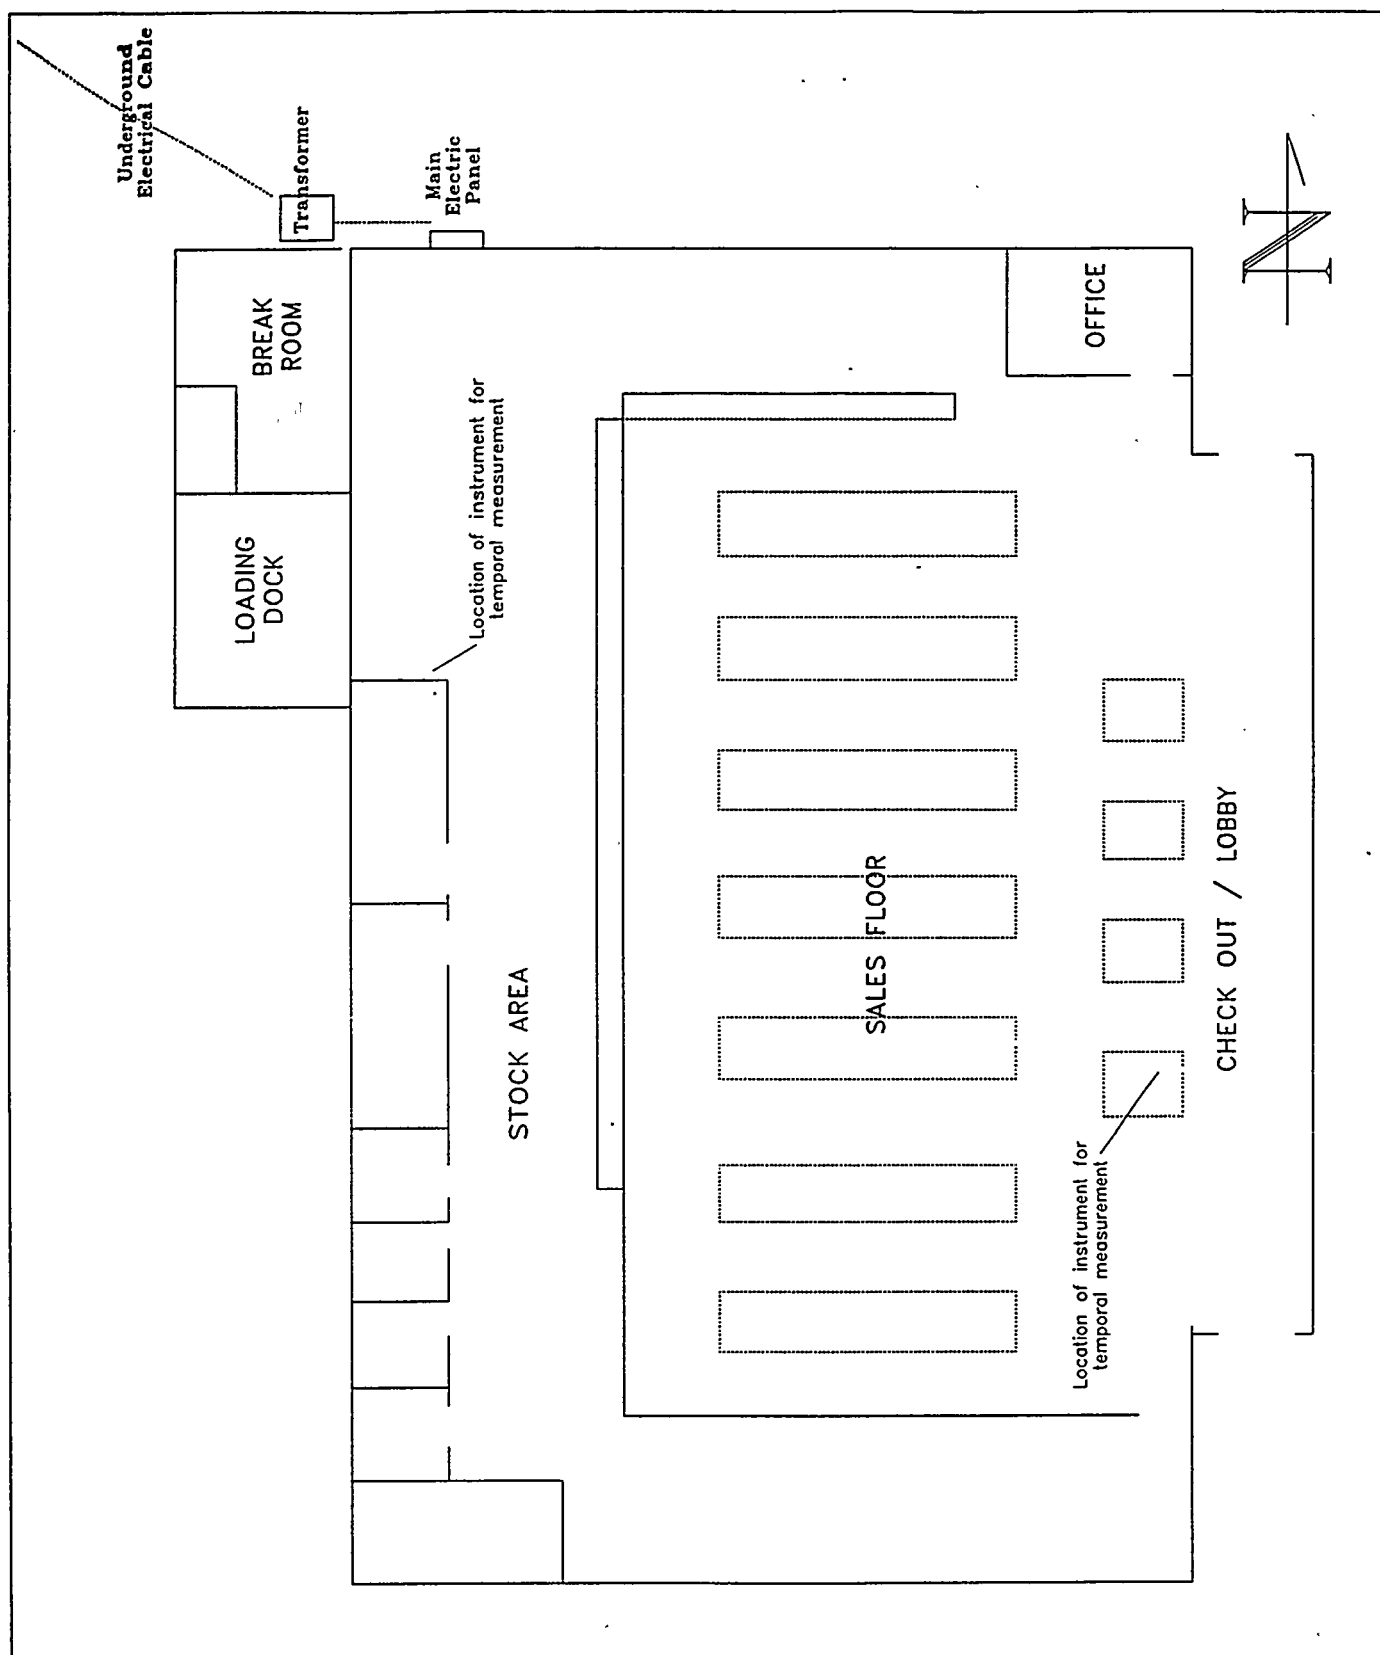 Underground
Electrical Cable
Transformer
Main
Electric
Panel
BREAK
ROOM
LOADING
DOCK
OFFICE
Location of instrument for
temporal measurement
STOCK AREA
SALES FLOOR
CHECK OUT / LOBBY
Location of instrument for
temporal measurement
N